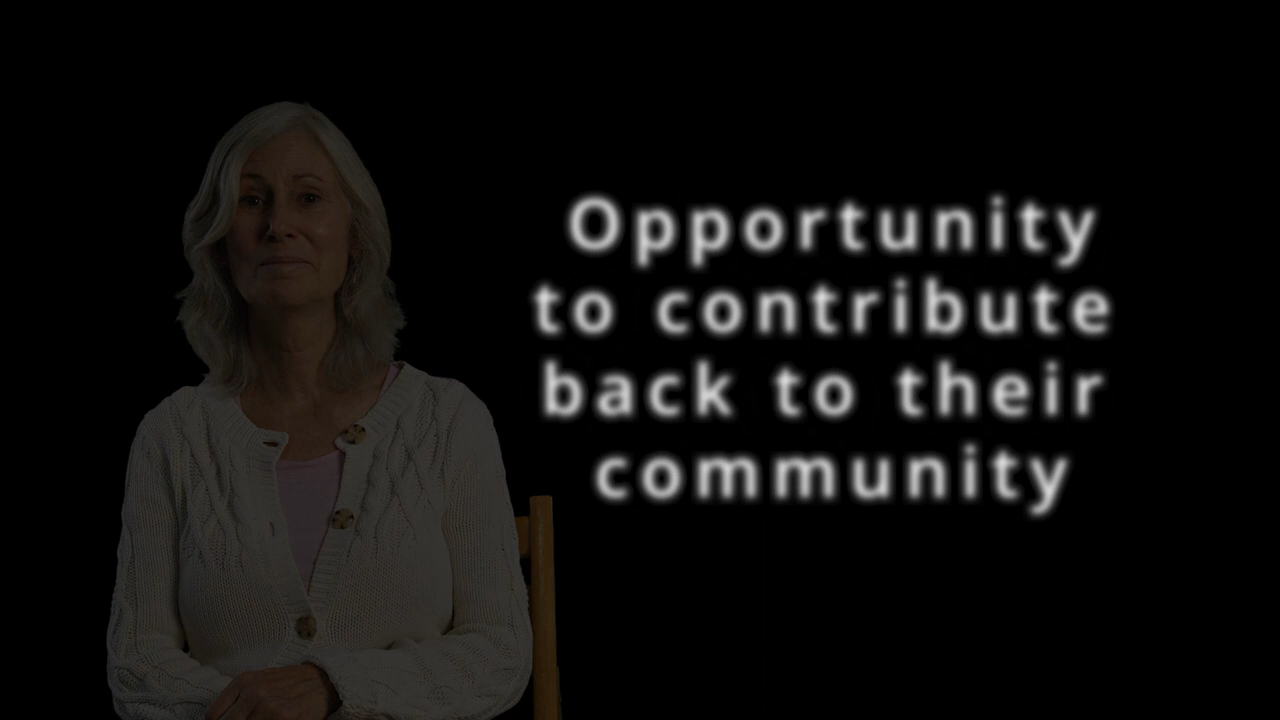 Opportunity
to contribute
back to their
community